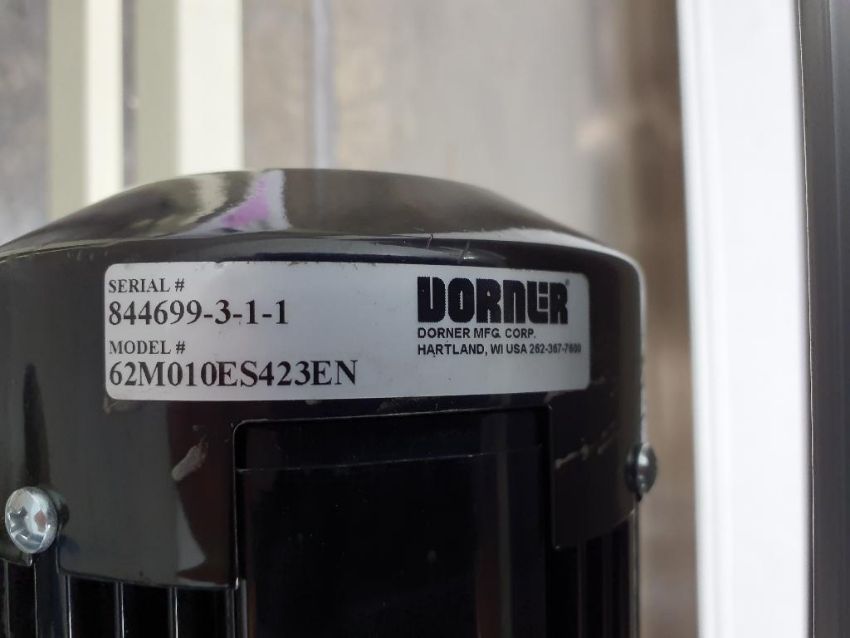 SERIAL #
844699-3-1-1
MODEL #
62M010ES423EN
DORNER®
DORNER MFG. CORP.
HARTLAND, WI USA 262-367-7600